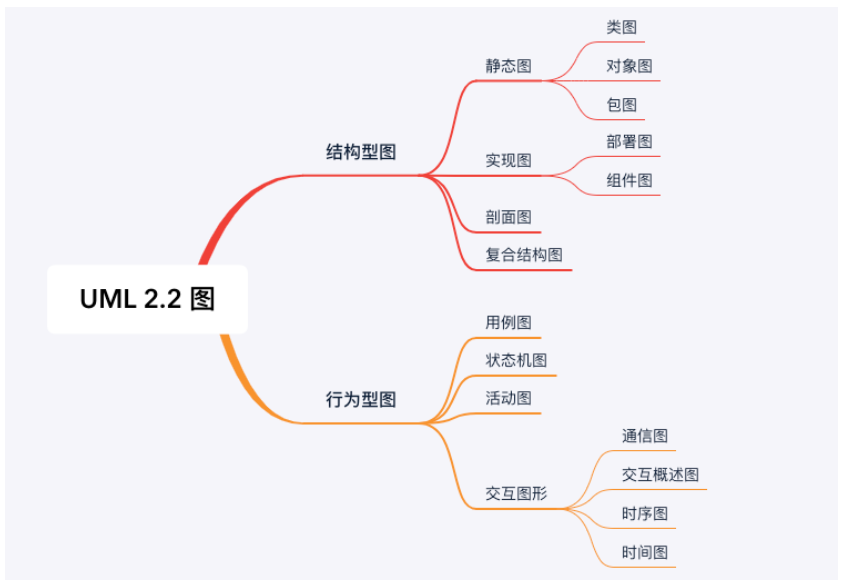 UML 2.2 图
结构型图
静态图
类图
对象图
包图
实现图
部署图
组件图
剖面图
复合结构图
行为型图
用例图
状态机图
活动图
交互图形
通信图
交互概述图
时序图
时间图